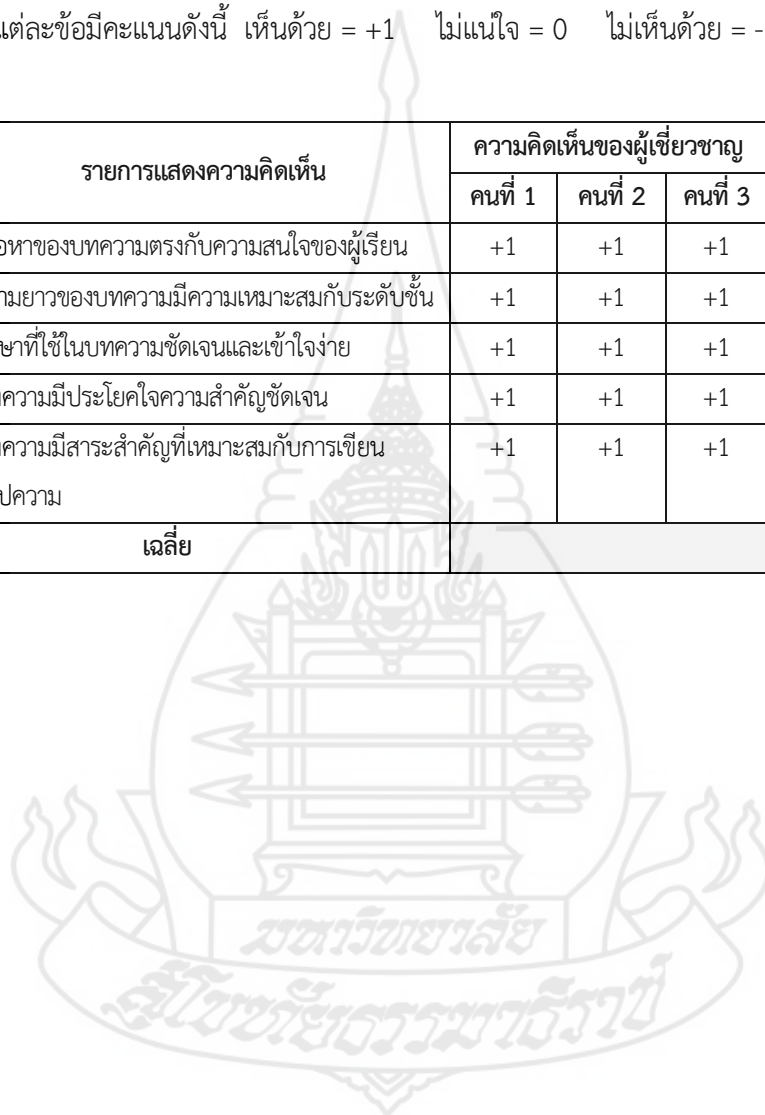 แต่ละข้อมีคะแนนดังนี้ เห็นด้วย = +1 ไม่แน่ใจ = 0 ไม่เห็นด้วย = -
รายการแสดงความคิดเห็น ความคิดเห็นของผู้เชี่ยวชาญ
คนที่ 1 คนที่ 2 คนที่ 3
อหาของบทความตรงกับความสนใจของผู้เรียน +1 +1 +1
ามยาวของบทความมีความเหมาะสมกับระดับชั้น +1 +1 +1
ษาที่ใช้ในบทความชัดเจนและเข้าใจง่าย +1 +1 +1
ความมีประโยคใจความสำคัญชัดเจน +1 +1 +1
ความมีสาระสำคัญที่เหมาะสมกับการเขียน +1 +1 +1
ปความ
เฉลี่ย
มหาวิทยาลัย
สุโขทัยธรรมาธิราช